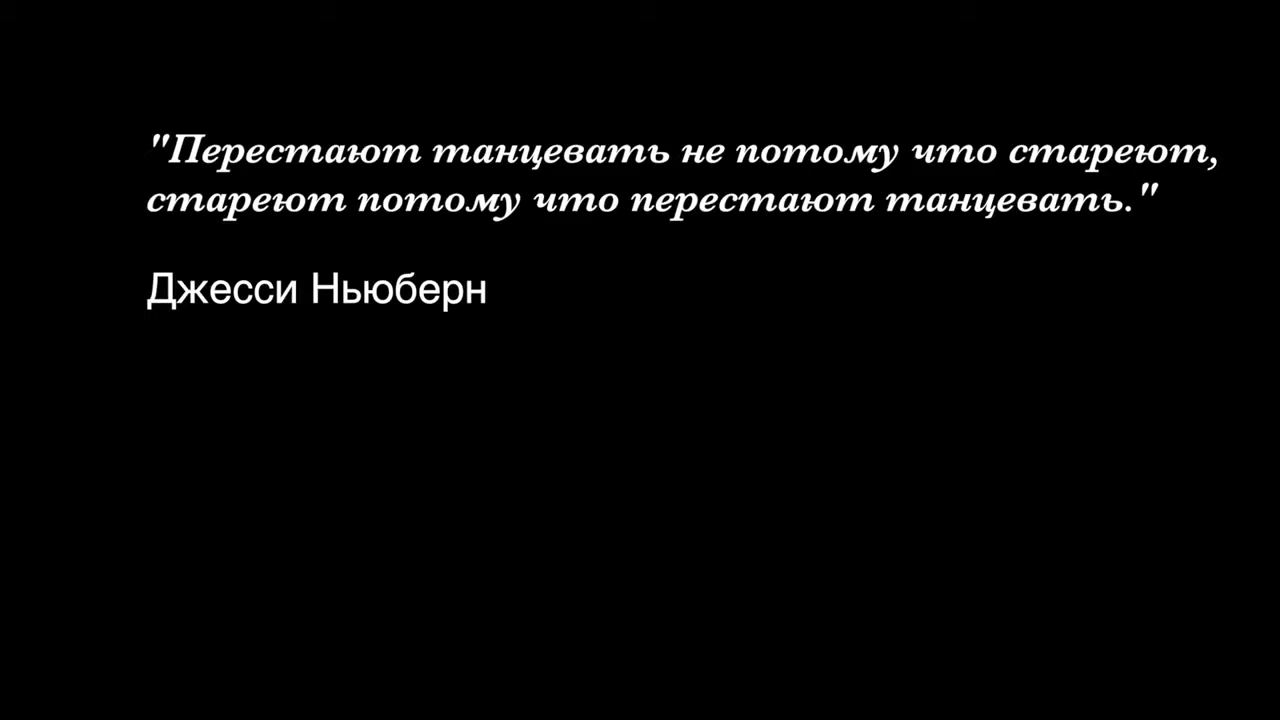 "Перестают танцевать не потому что стареют,
стареют потому что перестают танцевать."
Джесси Ньюберн